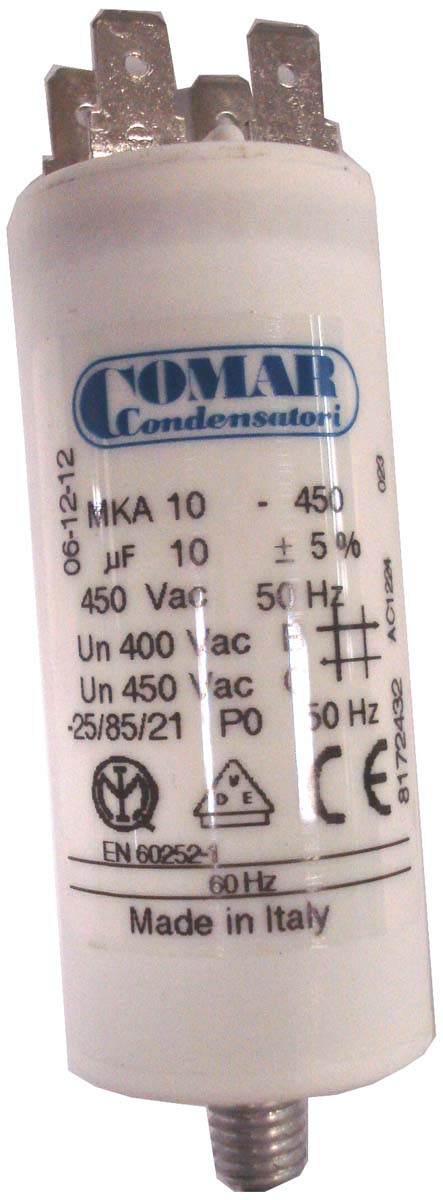 COMAR
Condensatori
MKA 10 - 450
µF 10 ± 5%
450 Vac 50 Hz
Un 400 Vac B
Un 450 Vac C
-25/85/21 P0 50 Hz
VDE
CE
EN 60252-1
60 Hz
Made in Italy
06-12-12
8172432 AC1224 023